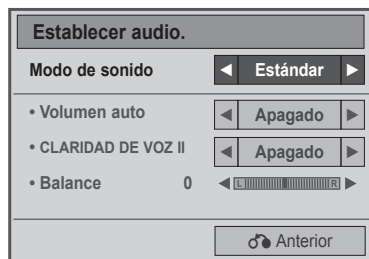 Establecer audio.
Modo de sonido ◀ Estándar ▶
• Volumen auto ◀ Apagado ▶
• CLARIDAD DE VOZ II ◀ Apagado ▶
• Balance 0 ◀ L R ▶
Anterior